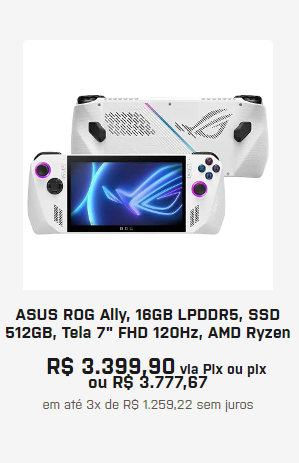 ASUS ROG Ally, 16GB LPDDR5, SSD
512GB, Tela 7" FHD 120Hz, AMD Ryzen
R$ 3.399,90 via Pix ou pix
ou R$ 3.777,67
em até 3x de R$ 1.259,22 sem juros